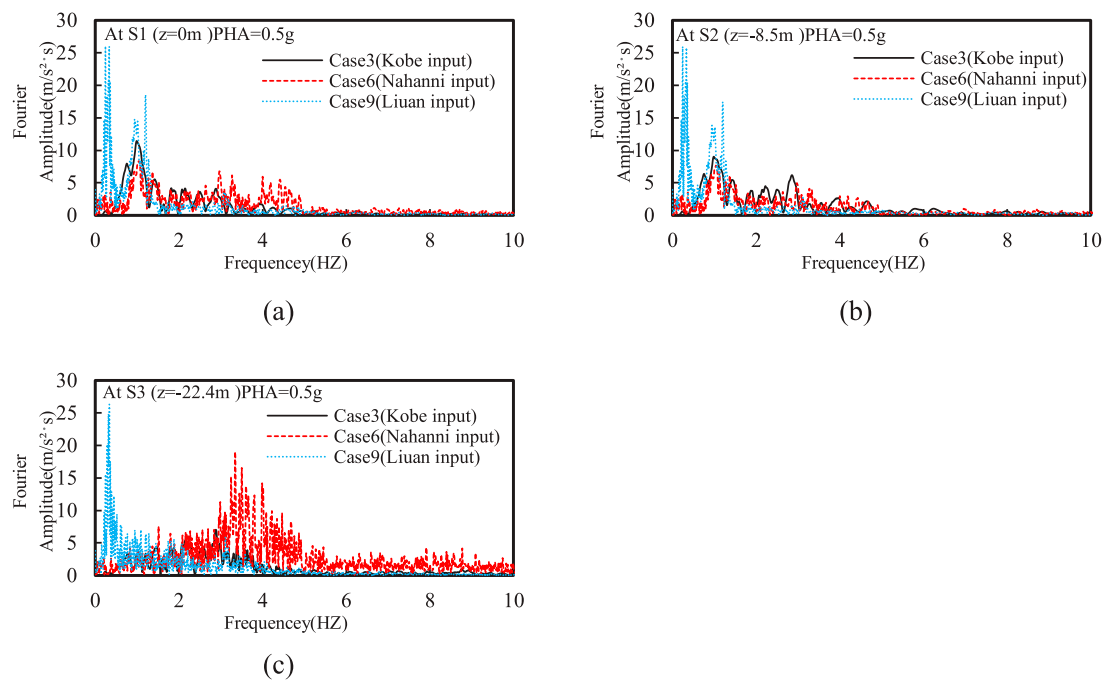 At S1 (z=0m )PHA=0.5g
Case3(Kobe input)
Case6(Nahanni input)
Case9(Liuan input)
Fourier
Amplitude(m/s²·s)
30
25
20
15
10
5
0
0 2 4 6 8 10
Frequencey(HZ)
(a)
At S2 (z=-8.5m )PHA=0.5g
Case3(Kobe input)
Case6(Nahanni input)
Case9(Liuan input)
Fourier
Amplitude(m/s²·s)
30
25
20
15
10
5
0
0 2 4 6 8 10
Frequencey(HZ)
(b)
At S3 (z=-22.4m )PHA=0.5g
Case3(Kobe input)
Case6(Nahanni input)
Case9(Liuan input)
Fourier
Amplitude(m/s²·s)
30
25
20
15
10
5
0
0 2 4 6 8 10
Frequencey(HZ)
(c)